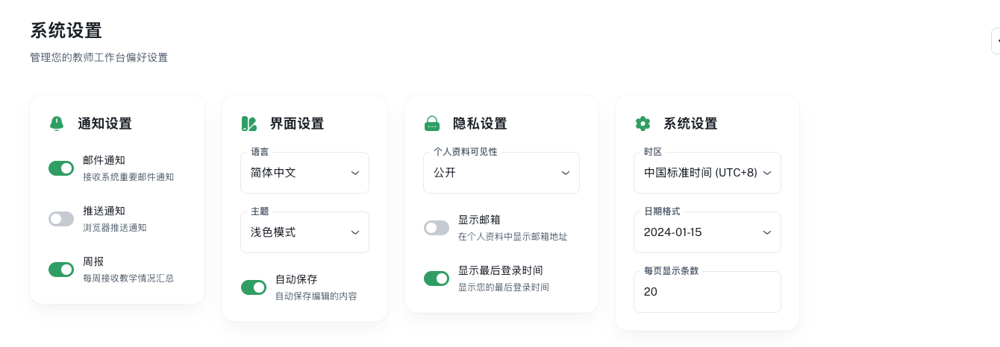 系统设置
管理您的教师工作台偏好设置
通知设置
邮件通知
接收系统重要邮件通知
推送通知
浏览器推送通知
周报
每周接收教学情况汇总
界面设置
语言
简体中文
主题
浅色模式
自动保存
自动保存编辑的内容
隐私设置
个人资料可见性
公开
显示邮箱
在个人资料中显示邮箱地址
显示最后登录时间
显示您的最后登录时间
系统设置
时区
中国标准时间 (UTC+8)
日期格式
2024-01-15
每页显示条数
20